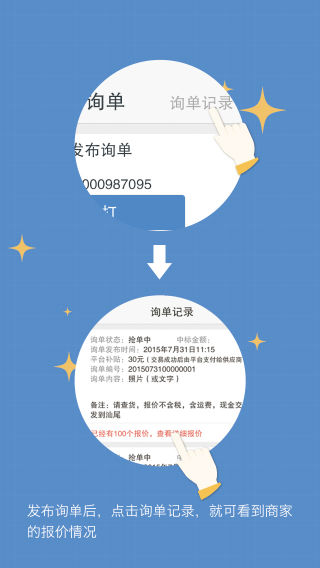 询单
询单记录
发布询单
000987095
打
询单记录
询单状态：抢单中 中标金额：
询单发布时间：2015年7月31日11:15
平台补贴：30元（交易成功后由平台支付给供应商
询单编号：2015073100000001
询单内容：照片（或文字）
备注：请查货，报价不含税，含运费，现金交
发到汕尾
已经有100个报价，查看详细报价
抢单中
发布询单后，点击询单记录，就可看到商家
的报价情况